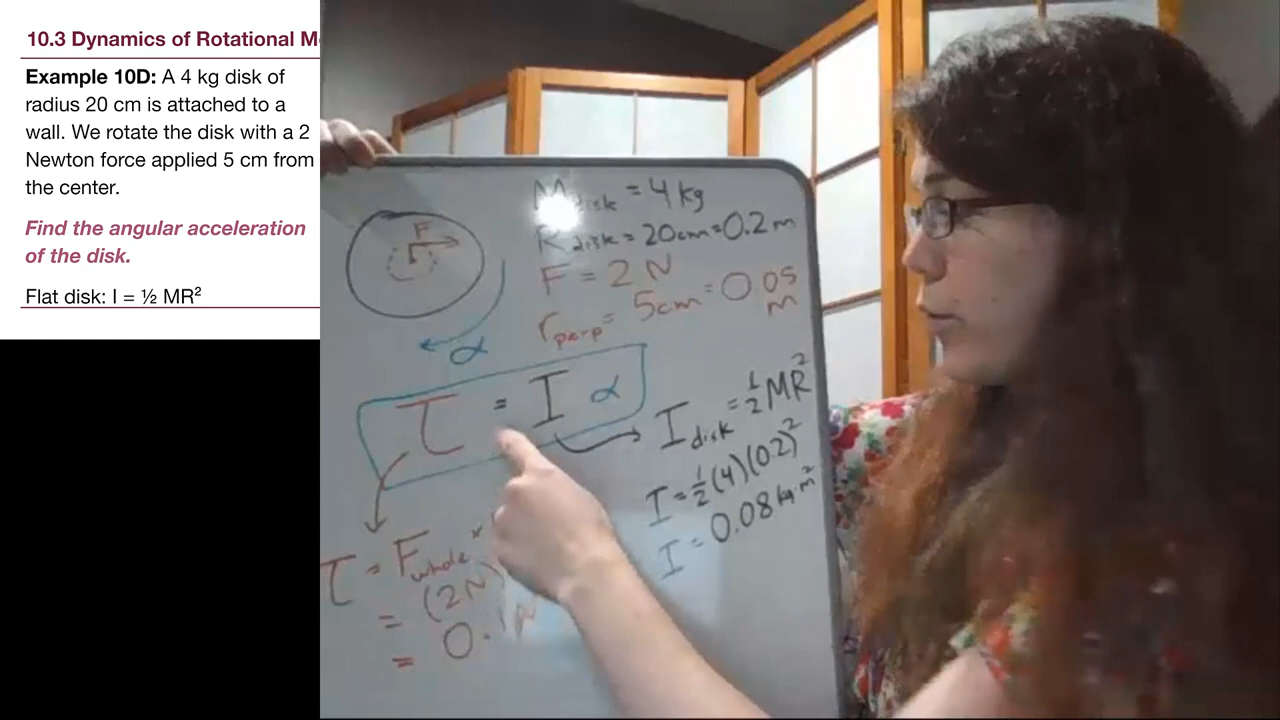 10.3 Dynamics of Rotational M
Example 10D: A 4 kg disk of
radius 20 cm is attached to a
wall. We rotate the disk with a 2
Newton force applied 5 cm from
the center.
Find the angular acceleration
of the disk.
Flat disk: I = ½ MR²
M disk = 4 kg
R disk = 20cm = 0.2 m
F = 2 N
r perp = 5cm = 0.05 m
F
r
α
τ = I α
I disk = ½ MR²
I = ½ (4)(0.2)²
I = 0.08 kg·m²
τ = F whole ×
= (2N)
= 0.1 N